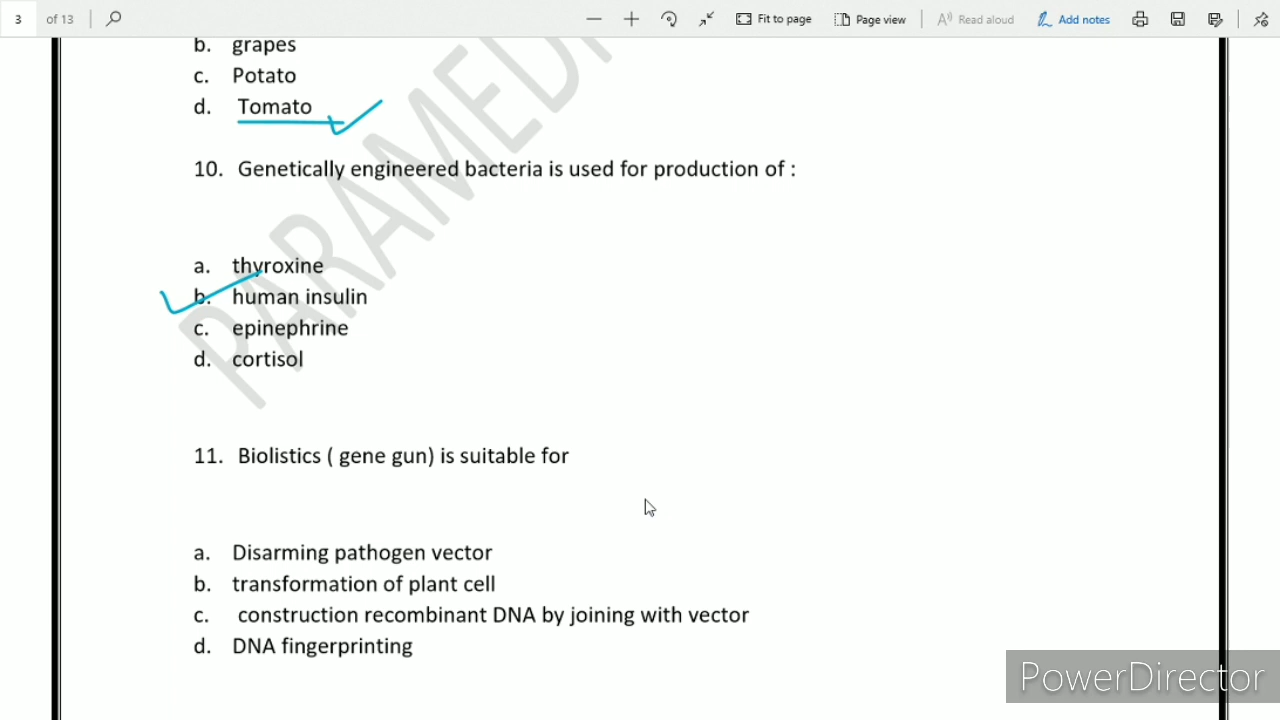 3 of 13 Fit to page Page view Read aloud Add notes
b. grapes
c. Potato
d. Tomato
10. Genetically engineered bacteria is used for production of :
a. thyroxine
b. human insulin
c. epinephrine
d. cortisol
11. Biolistics ( gene gun) is suitable for
a. Disarming pathogen vector
b. transformation of plant cell
c. construction recombinant DNA by joining with vector
d. DNA fingerprinting
PARAMEDI
PowerDirector